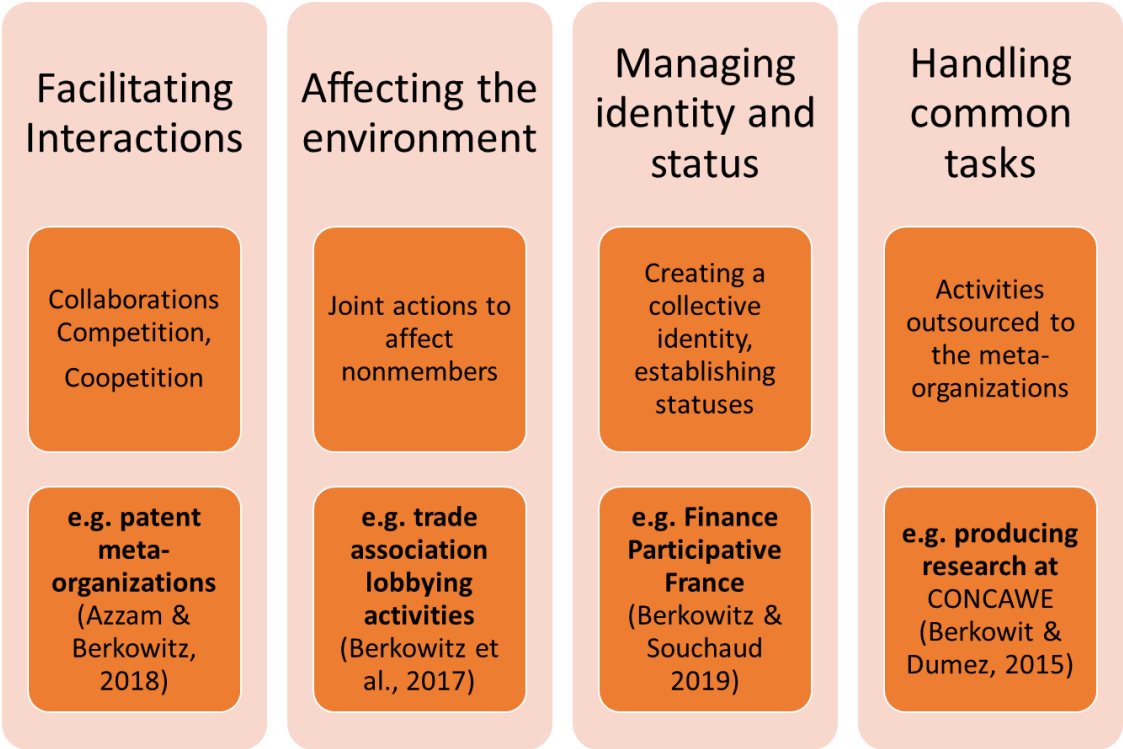 Facilitating
Interactions
Collaborations
Competition,
Coopetition
e.g. patent
meta-
organizations
(Azzam &
Berkowitz,
2018)
Affecting the
environment
Joint actions to
affect
nonmembers
e.g. trade
association
lobbying
activities
(Berkowitz et
al., 2017)
Managing
identity and
status
Creating a
collective
identity,
establishing
statuses
e.g. Finance
Participative
France
(Berkowitz &
Souchaud
2019)
Handling
common
tasks
Activities
outsourced to
the meta-
organizations
e.g. producing
research at
CONCAWE
(Berkowit &
Dumez, 2015)